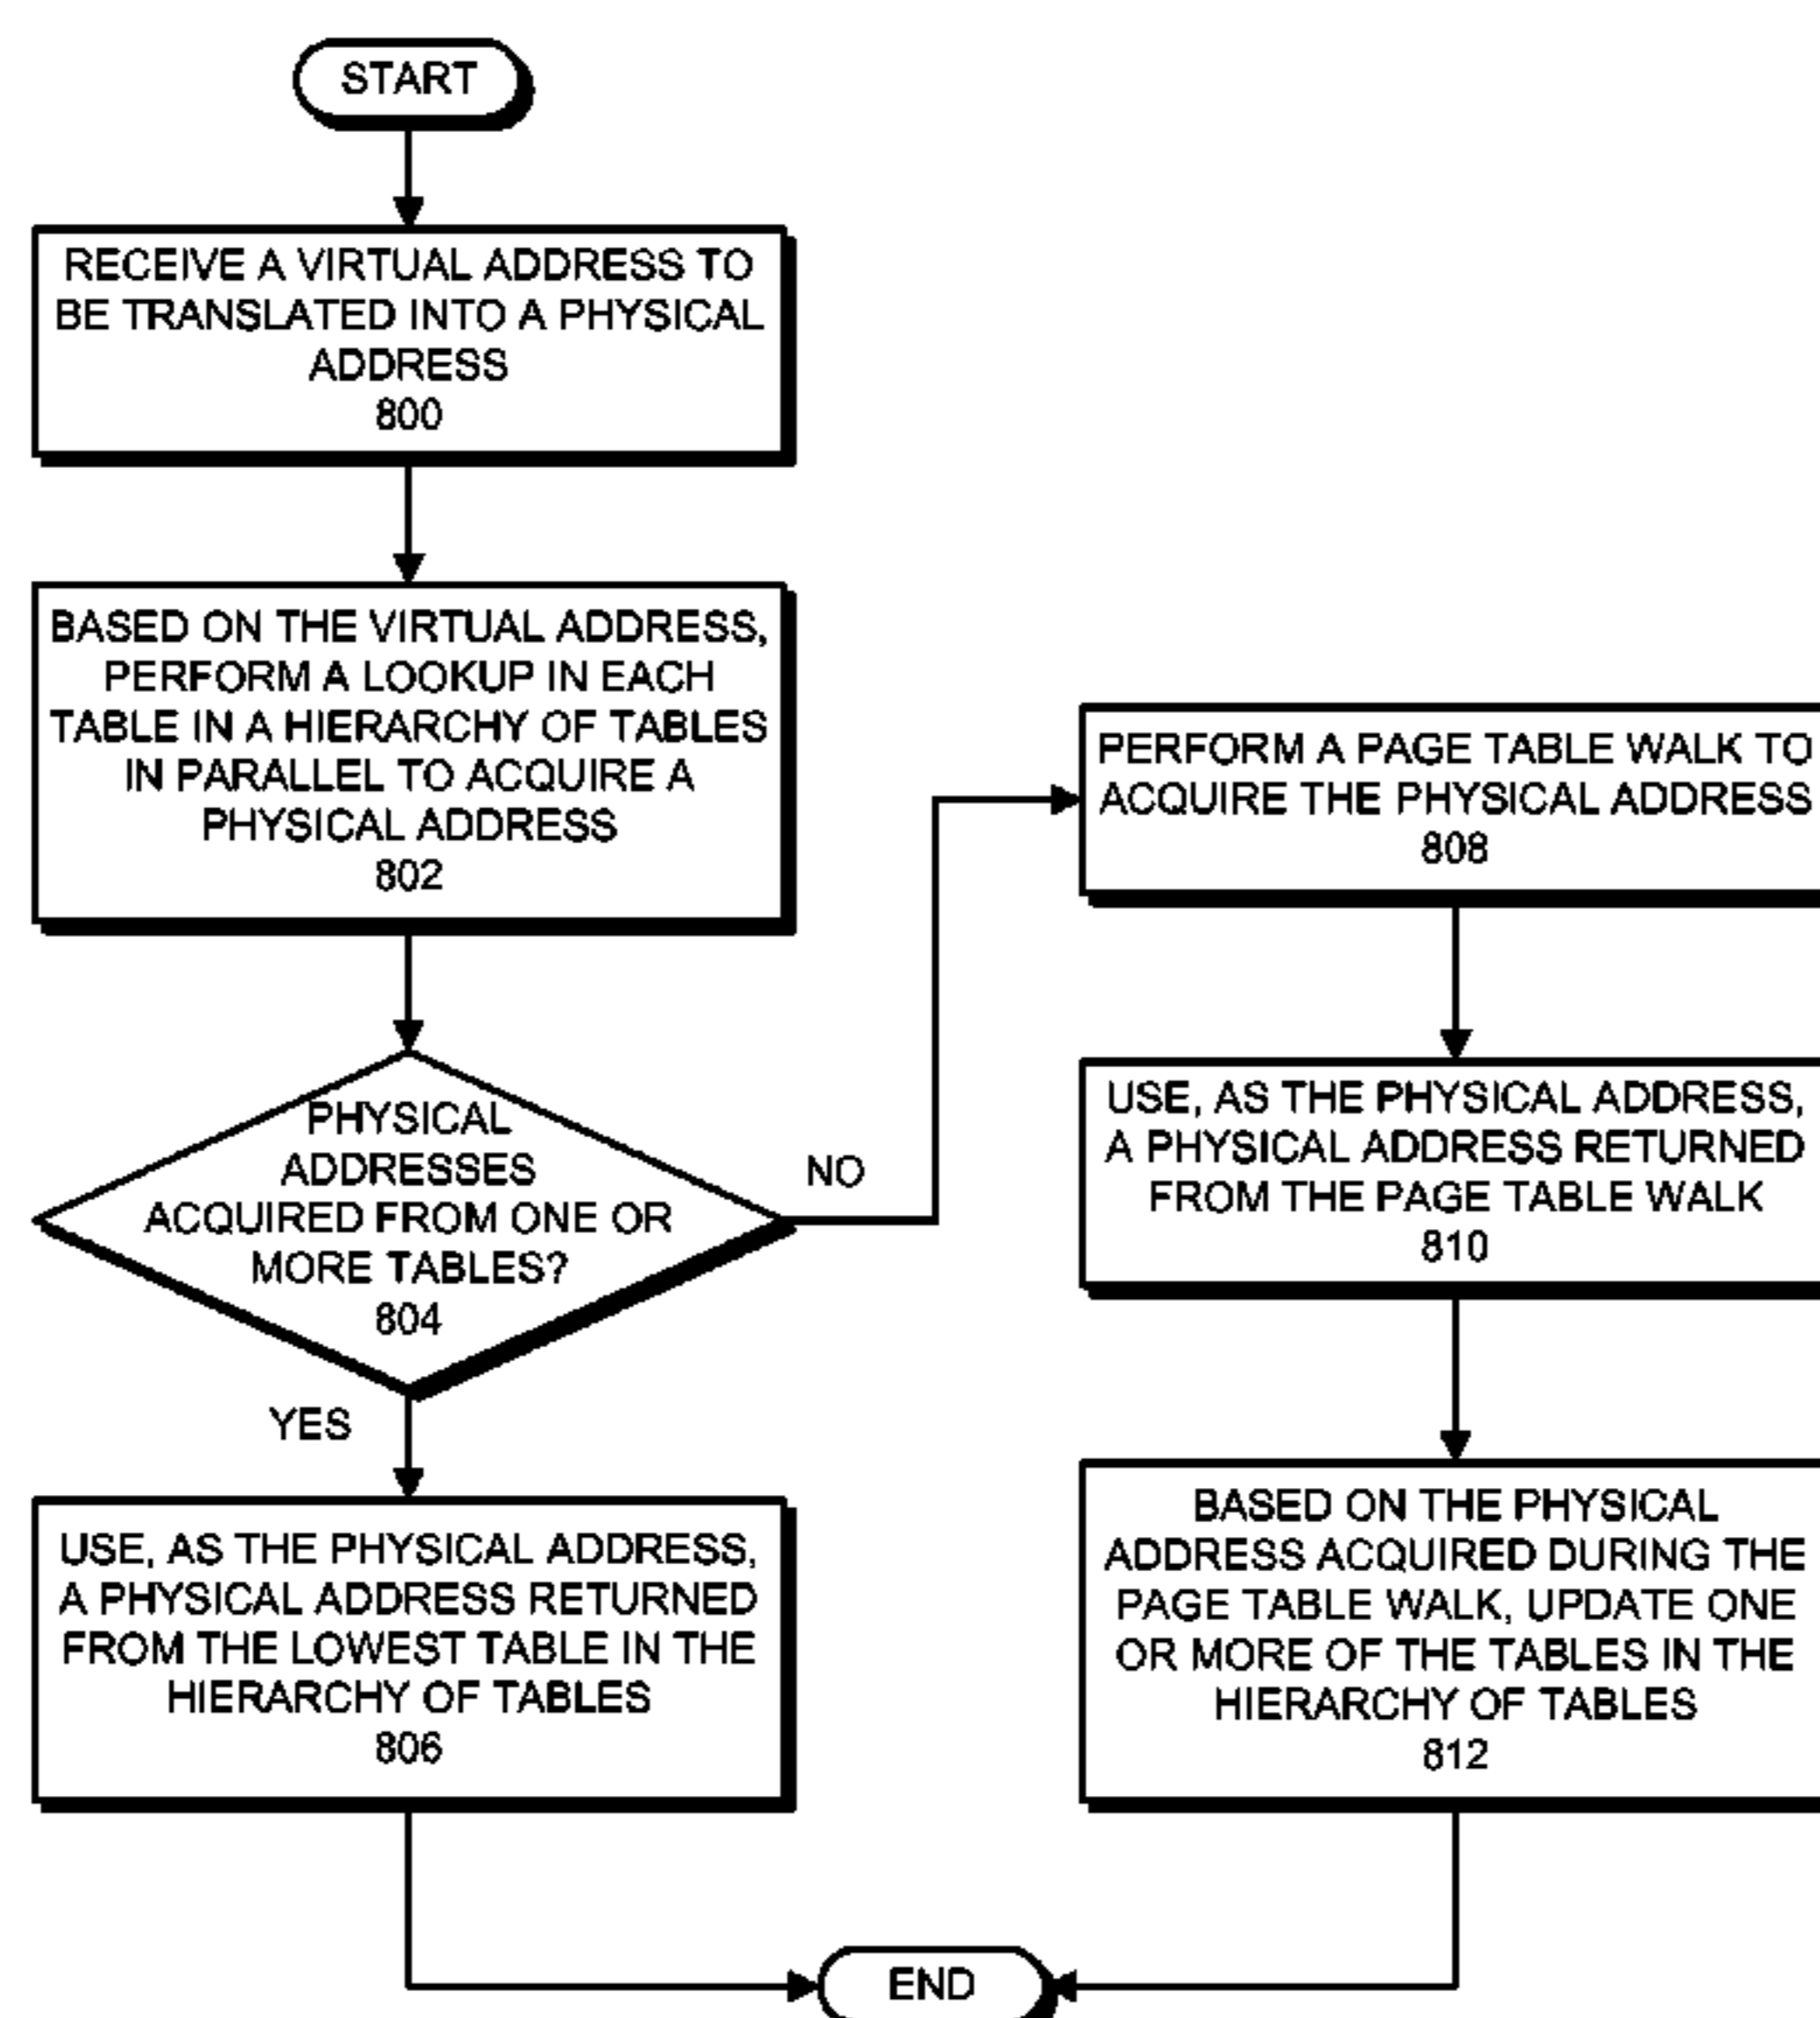 START
RECEIVE A VIRTUAL ADDRESS TO
BE TRANSLATED INTO A PHYSICAL
ADDRESS
800
BASED ON THE VIRTUAL ADDRESS,
PERFORM A LOOKUP IN EACH
TABLE IN A HIERARCHY OF TABLES
IN PARALLEL TO ACQUIRE A
PHYSICAL ADDRESS
802
PHYSICAL
ADDRESSES
ACQUIRED FROM ONE OR
MORE TABLES?
804
NO
YES
USE, AS THE PHYSICAL ADDRESS,
A PHYSICAL ADDRESS RETURNED
FROM THE LOWEST TABLE IN THE
HIERARCHY OF TABLES
806
PERFORM A PAGE TABLE WALK TO
ACQUIRE THE PHYSICAL ADDRESS
808
USE, AS THE PHYSICAL ADDRESS,
A PHYSICAL ADDRESS RETURNED
FROM THE PAGE TABLE WALK
810
BASED ON THE PHYSICAL
ADDRESS ACQUIRED DURING THE
PAGE TABLE WALK, UPDATE ONE
OR MORE OF THE TABLES IN THE
HIERARCHY OF TABLES
812
END